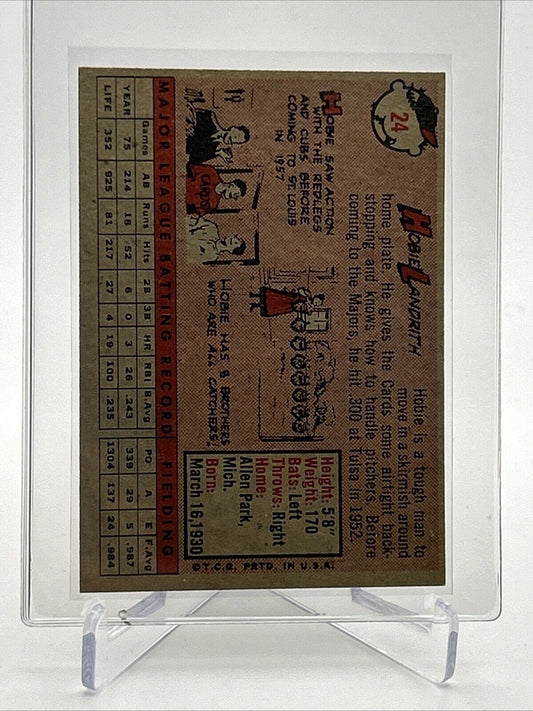 24
HOBIE LANDRITH
Hobie is a tough man to
move in a skirmish around
home plate. He gives the Cards some alright back-
stopping and knows how to handle pitchers. Before
coming to the Majors, he hit .300 at Tulsa in 1952.
HOBIE SAW ACTION
WITH THE REDLEGS
AND CUBS BEFORE
COMING TO ST. LOUIS
IN 1957
CARDS
HOBIE HAS 8 BROTHERS
WHO ARE ALL CATCHERS!
Height: 5'8"
Weight: 170
Bats: Left
Throws: Right
Home:
Allen Park,
Mich.
Born:
March 16, 1930
MAJOR LEAGUE BATTING RECORD FIELDING
Games AB Runs Hits 2B 3B HR RBI B.Avg PO A E F.Avg
YEAR 75 214 18 52 6 0 3 26 .243 339 29 5 .987
LIFE 352 925 81 217 27 4 19 100 .235 1304 137 24 .984
© T.C.G. PRTD. IN U.S.A.